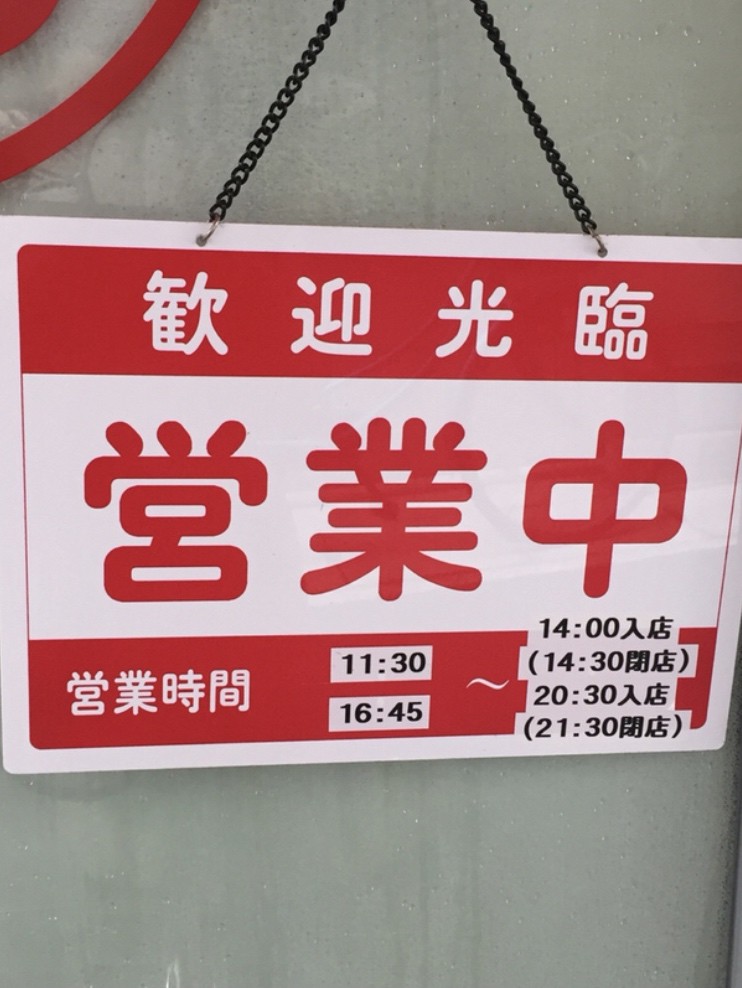 歓迎光臨
営業中
営業時間
11:30
16:45
～
14:00入店
(14:30閉店)
20:30入店
(21:30閉店)